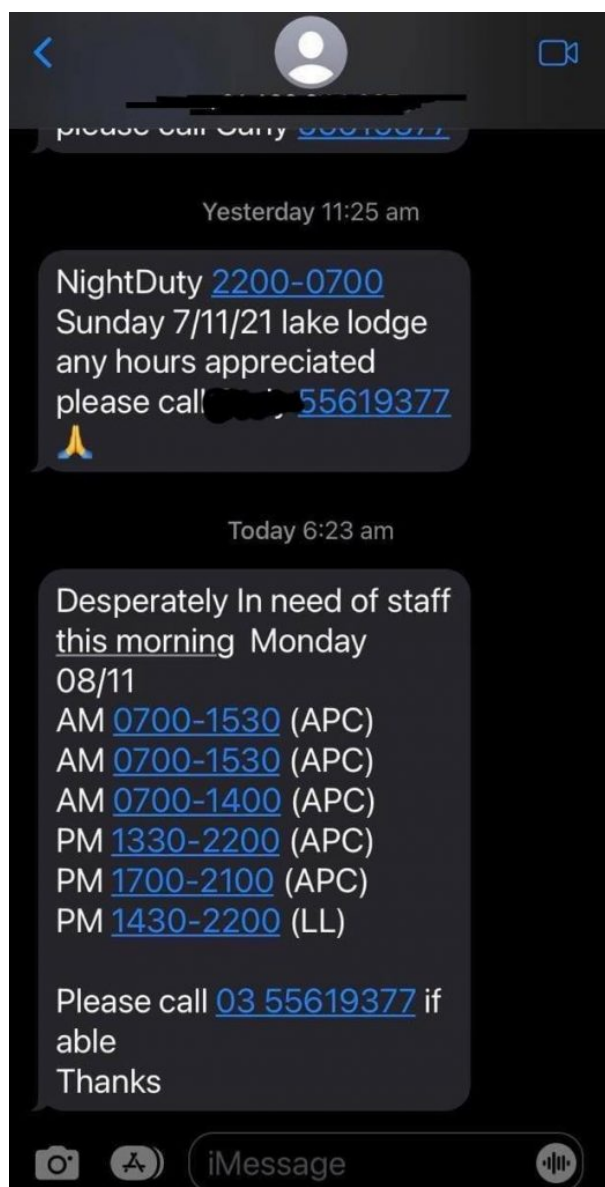 please call
Yesterday 11:25 am
NightDuty 2200-0700
Sunday 7/11/21 lake lodge
any hours appreciated
please call 55619377
🙏
Today 6:23 am
Desperately In need of staff
this morning Monday
08/11
AM 0700-1530 (APC)
AM 0700-1530 (APC)
AM 0700-1400 (APC)
PM 1330-2200 (APC)
PM 1700-2100 (APC)
PM 1430-2200 (LL)
Please call 03 55619377 if
able
Thanks
iMessage